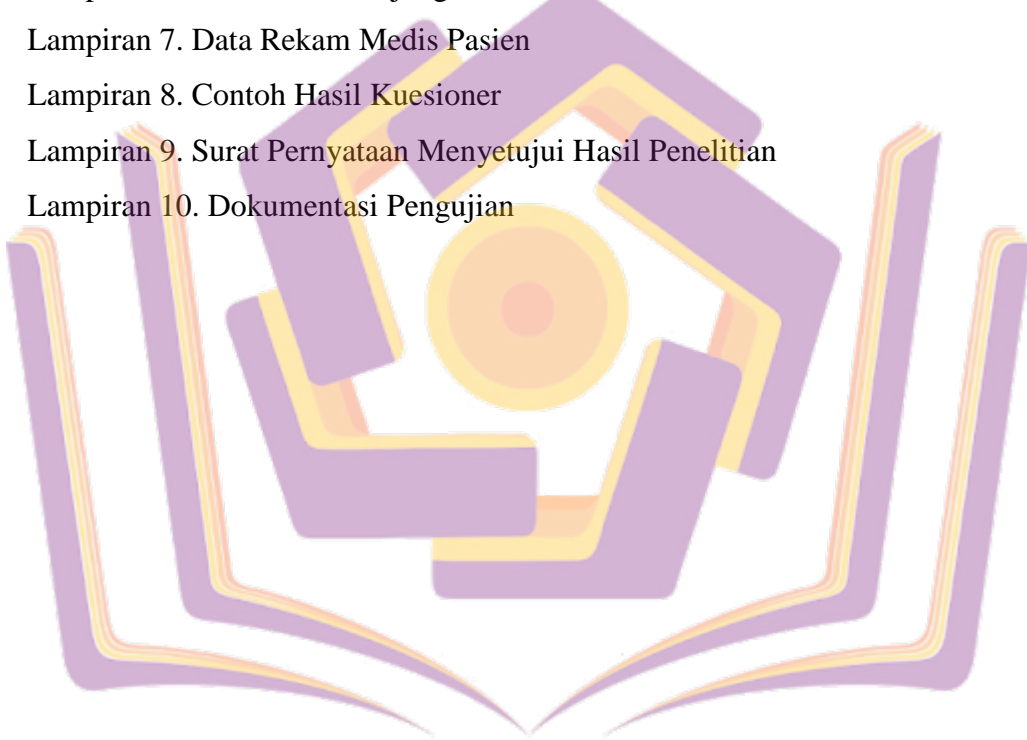 Lampiran 7. Data Rekam Medis Pasien
Lampiran 8. Contoh Hasil Kuesioner
Lampiran 9. Surat Pernyataan Menyetujui Hasil Penelitian
Lampiran 10. Dokumentasi Pengujian